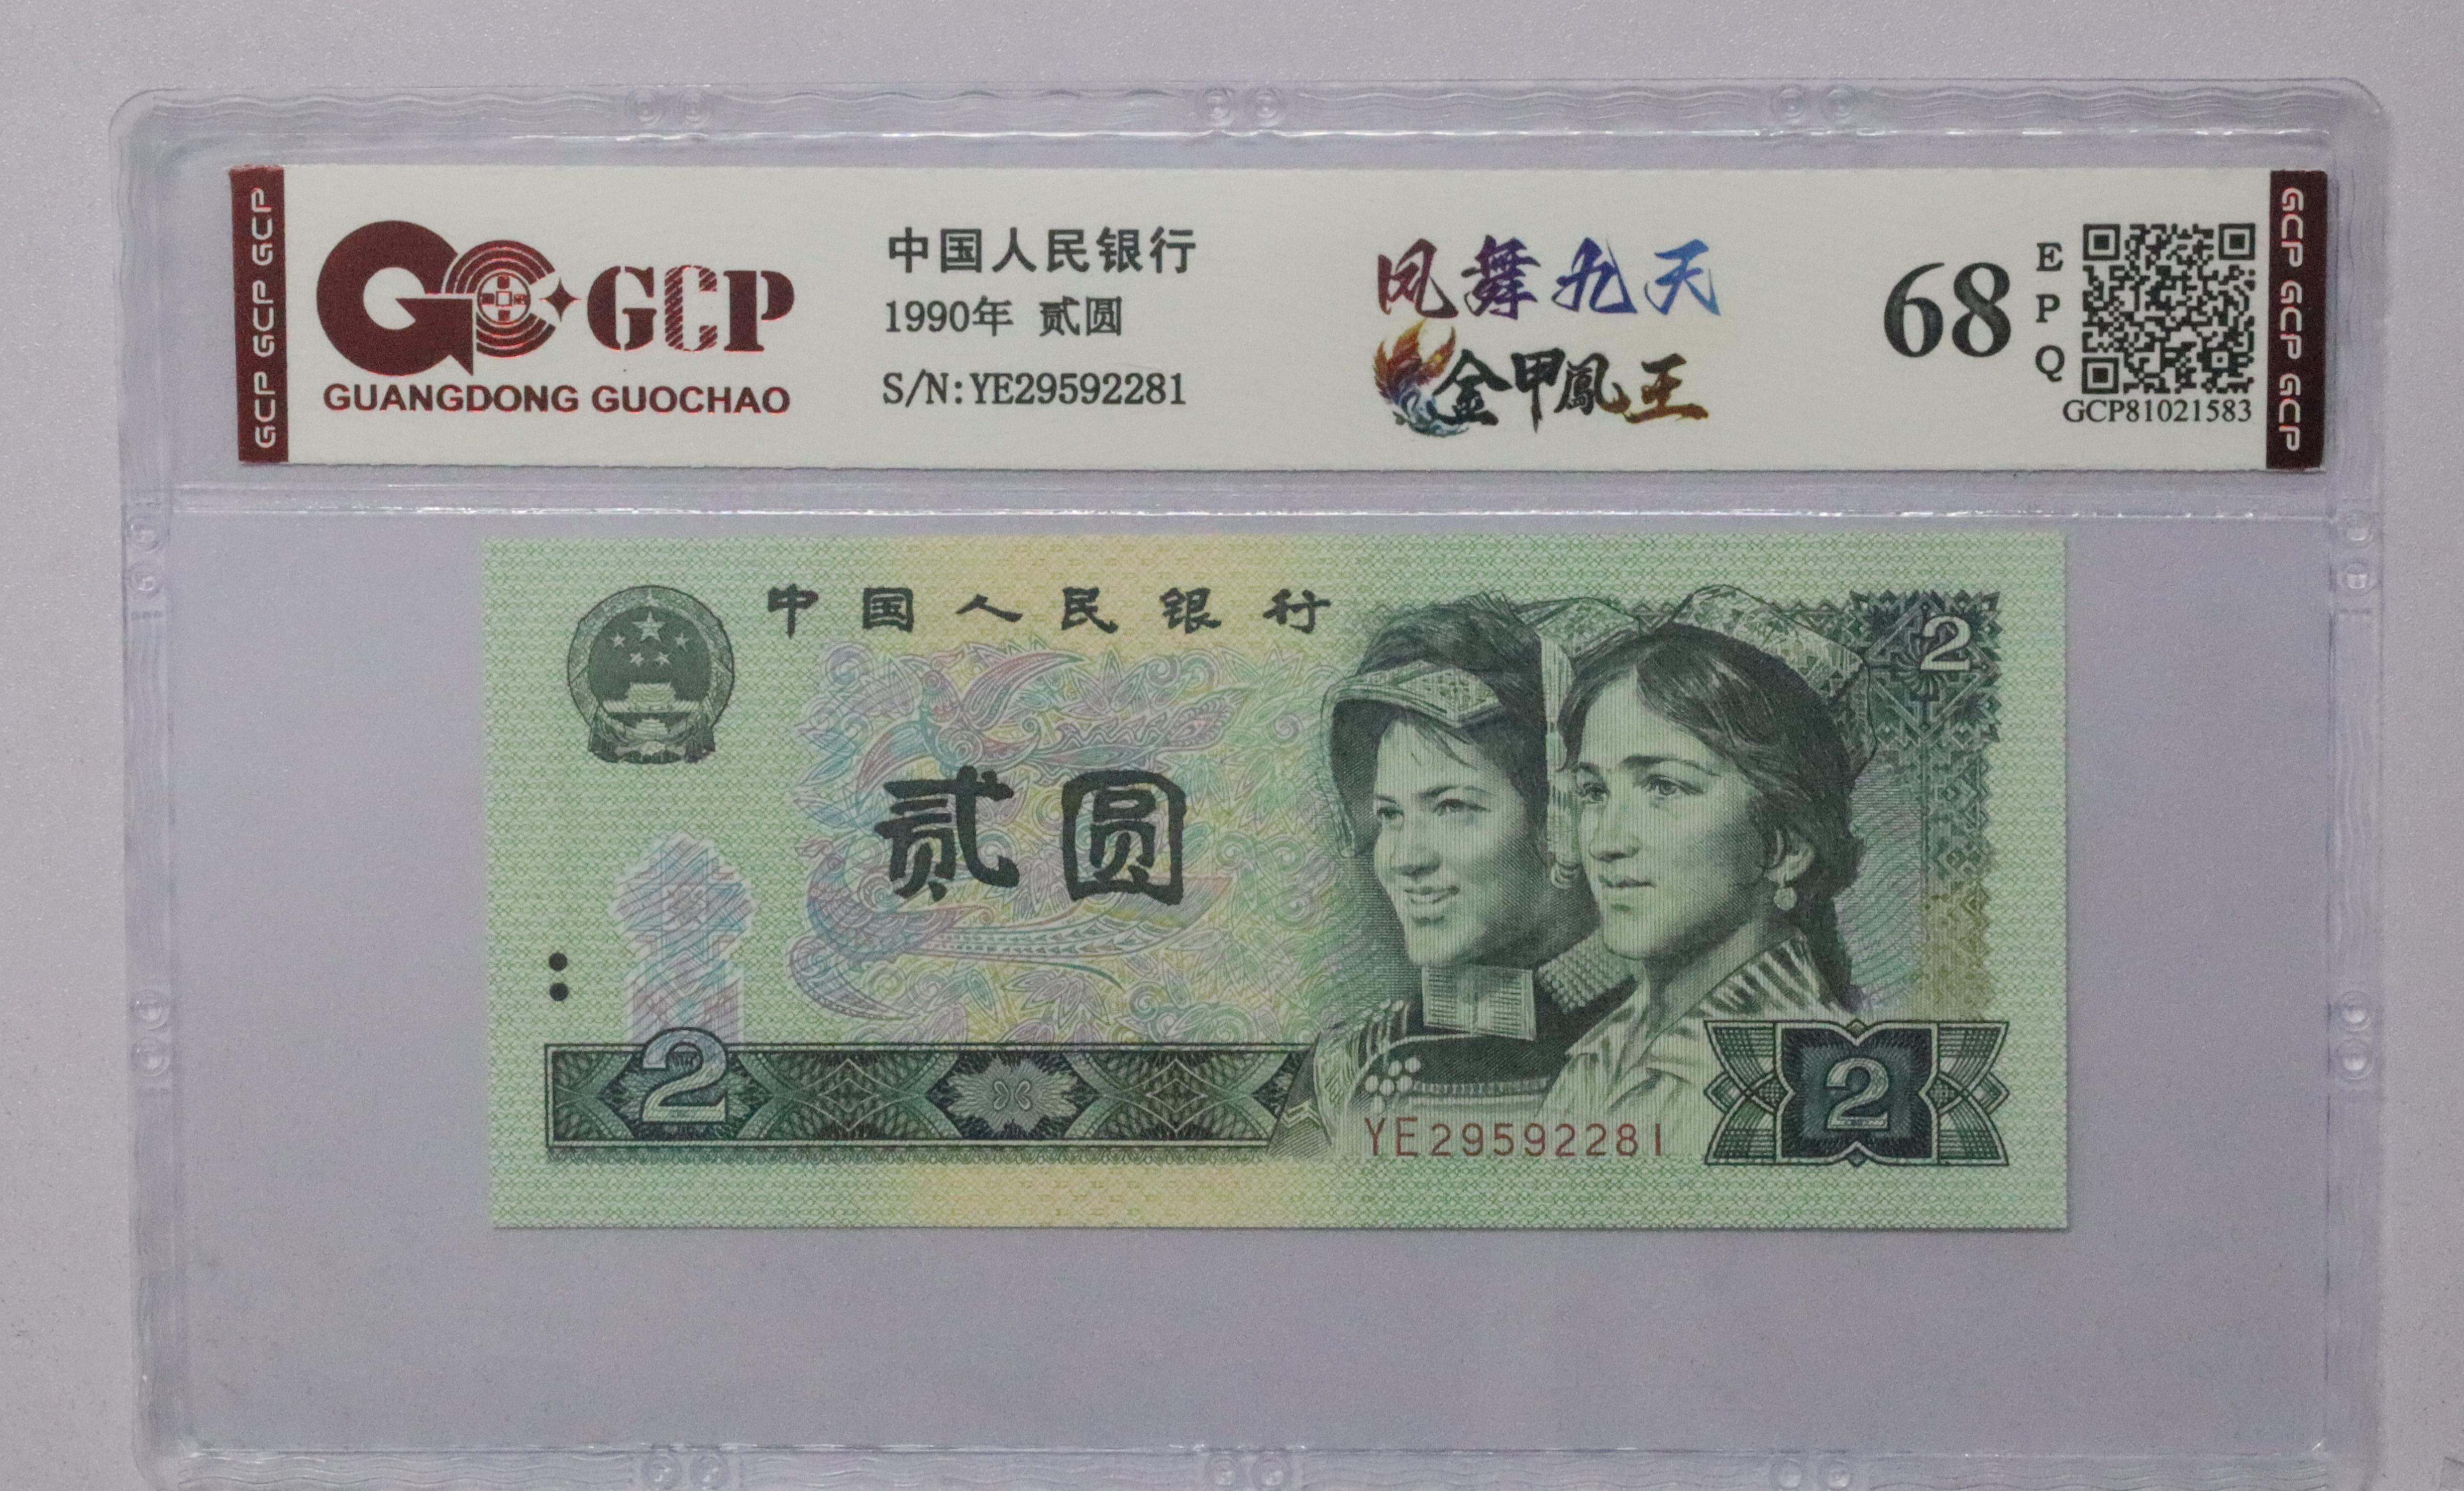 GCP GCP GCP
GCP
GUANGDONG GUOCHAO
中国人民银行
1990年 贰圆
S/N:YE29592281
凤舞九天
金甲鳳王
68
EPQ
GCP81021583
GCP GCP GCP
中国人民银行
2
贰圆
2
YE29592281
2